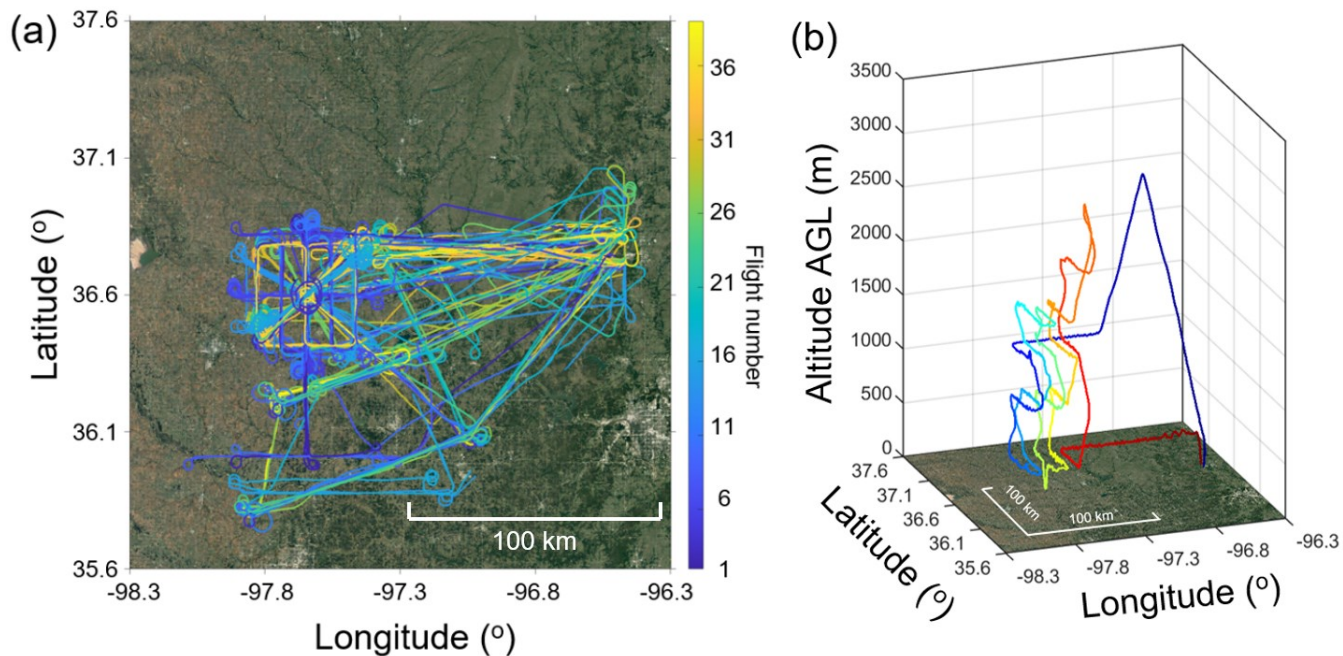 (a)
37.6
37.1
36.6
36.1
35.6
Latitude (o)
-98.3 -97.8 -97.3 -96.8 -96.3
Longitude (o)
100 km
36
31
26
21
16
11
6
1
Flight number
(b)
3500
3000
2500
2000
1500
1000
500
0
Altitude AGL (m)
37.6
37.1
36.6
36.1
35.6
Latitude (o)
100 km
100 km
-98.3
-97.8
-97.3
-96.8
-96.3
Longitude (o)